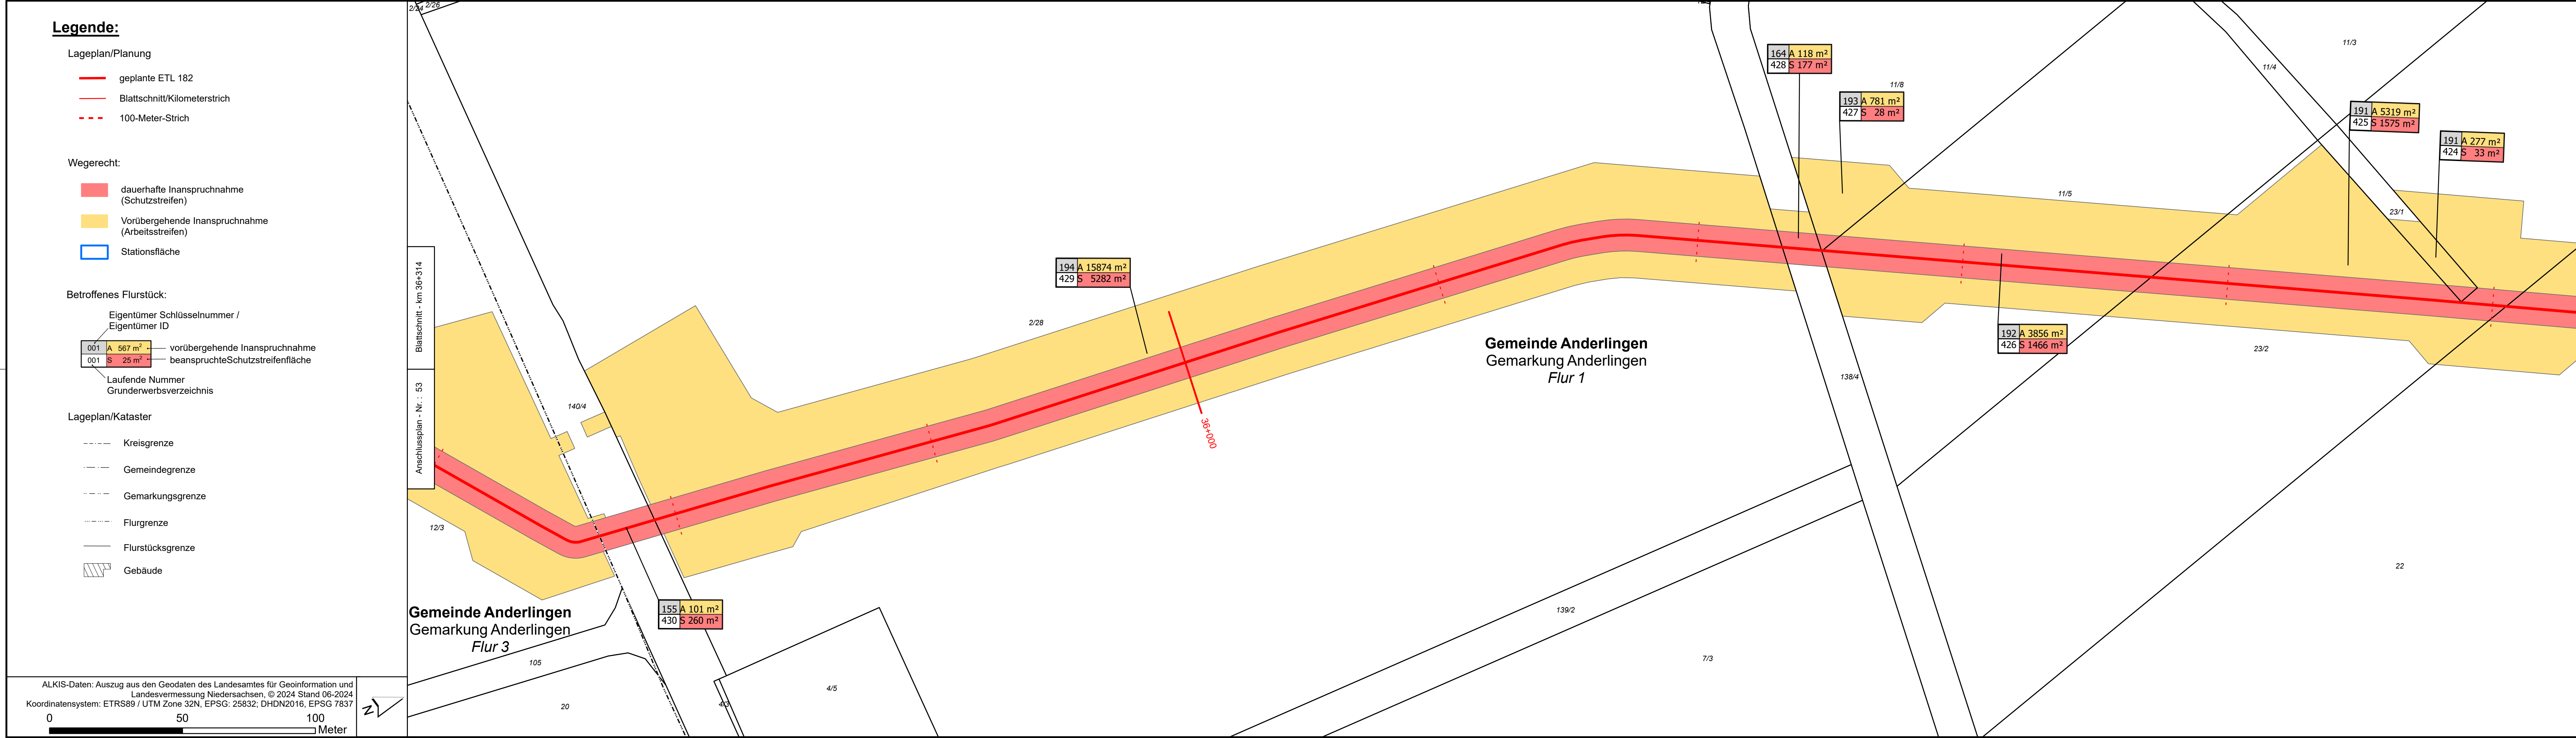 Legende:
Lageplan/Planung
geplante ETL 182
Blattschnitt/Kilometerstrich
100-Meter-Strich
Wegerecht:
dauerhafte Inanspruchnahme
(Schutzstreifen)
Vorübergehende Inanspruchnahme
(Arbeitsstreifen)
Stationsfläche
Betroffenes Flurstück:
Eigentümer Schlüsselnummer /
Eigentümer ID
001 A 567 m²
vorübergehende Inanspruchnahme
001 S 25 m²
beanspruchteSchutzstreifenfläche
Laufende Nummer
Grunderwerbsverzeichnis
Lageplan/Kataster
Kreisgrenze
Gemeindegrenze
Gemarkungsgrenze
Flurgrenze
Flurstücksgrenze
Gebäude
ALKIS-Daten: Auszug aus den Geodaten des Landesamtes für Geoinformation und
Landesvermessung Niedersachsen, © 2024 Stand 06-2024
Koordinatensystem: ETRS89 / UTM Zone 32N, EPSG: 25832; DHDN2016, EPSG 7837
0 50 100
Meter
N
Blattschnitt - km 36+314
Anschlussplan - Nr. : 53
2/24
2/26
140/4
12/3
Gemeinde Anderlingen
Gemarkung Anderlingen
Flur 3
105
20
4/3
4/5
155 A 101 m²
430 S 260 m²
2/28
194 A 15874 m²
429 S 5282 m²
36+000
Gemeinde Anderlingen
Gemarkung Anderlingen
Flur 1
139/2
7/3
138/4
164 A 118 m²
428 S 177 m²
11/8
193 A 781 m²
427 S 28 m²
11/5
192 A 3856 m²
426 S 1466 m²
23/2
22
11/3
11/4
191 A 5319 m²
425 S 1575 m²
191 A 277 m²
424 S 33 m²
23/1